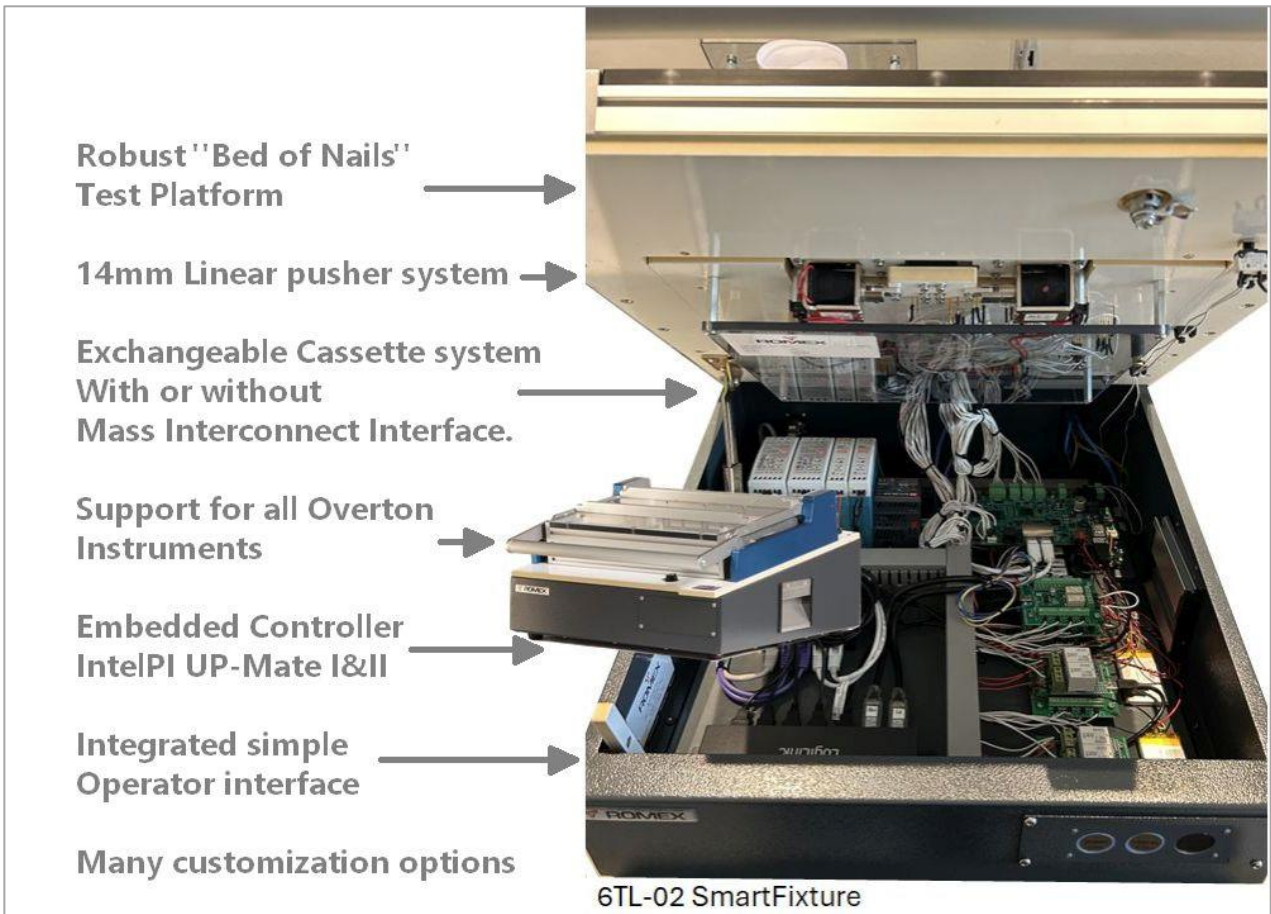 Robust ''Bed of Nails''
Test Platform
14mm Linear pusher system
Exchangeable Cassette system
With or without
Mass Interconnect Interface.
Support for all Overton
Instruments
Embedded Controller
IntelPI UP-Mate I&II
Integrated simple
Operator interface
Many customization options
ROMEX
ROMEX
ROMEX
LogiLink
ROMEX
6TL-02 SmartFixture